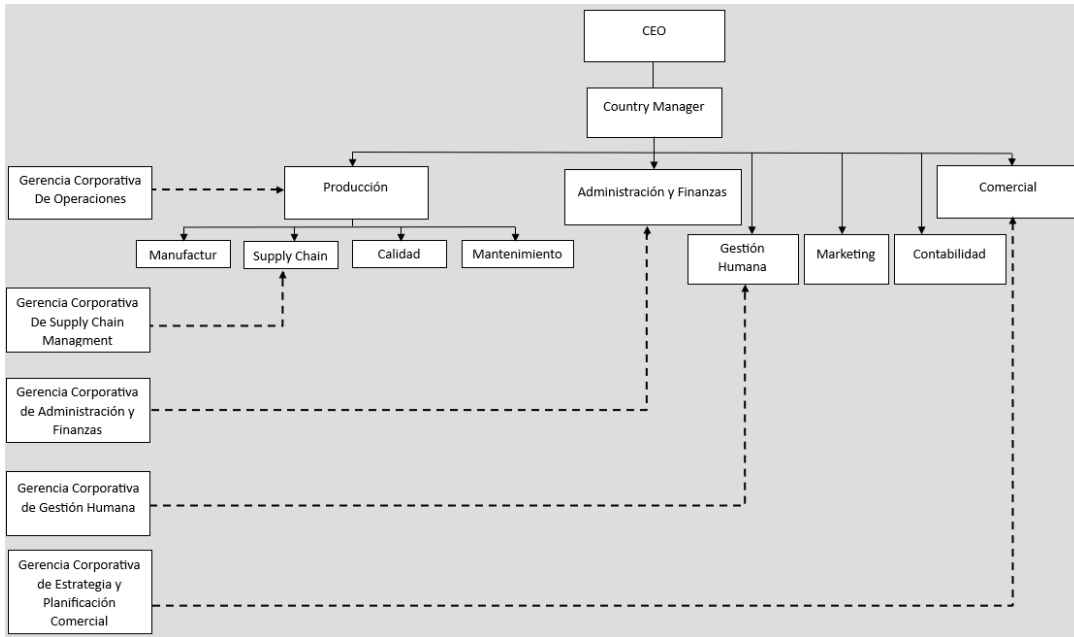 CEO
Country Manager
Gerencia Corporativa
De Operaciones
Producción
Administración y Finanzas
Comercial
Manufactur
Supply Chain
Calidad
Mantenimiento
Gestión
Humana
Marketing
Contabilidad
Gerencia Corporativa
De Supply Chain
Managment
Gerencia Corporativa
de Administración y
Finanzas
Gerencia Corporativa
de Gestión Humana
Gerencia Corporativa
de Estrategia y
Planificación
Comercial